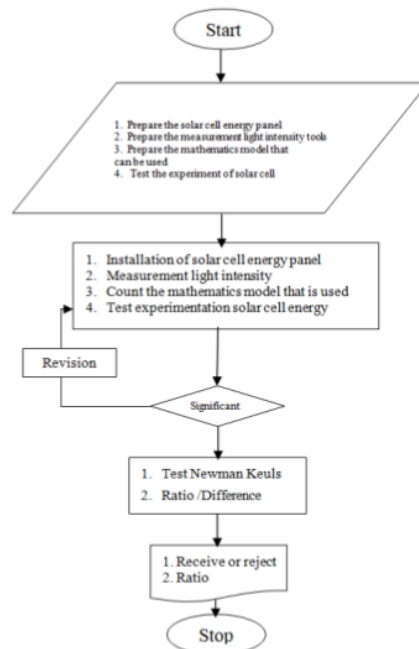 Start
1. Prepare the solar cell energy panel
2. Prepare the measurement light intensity tools
3. Prepare the mathematics model that
can be used
4. Test the experiment of solar cell
1. Installation of solar cell energy panel
2. Measurement light intensity
3. Count the mathematics model that is used
4. Test experimentation solar cell energy
Revision
Significant
1. Test Newman Keuls
2. Ratio /Difference
1. Receive or reject
2. Ratio
Stop